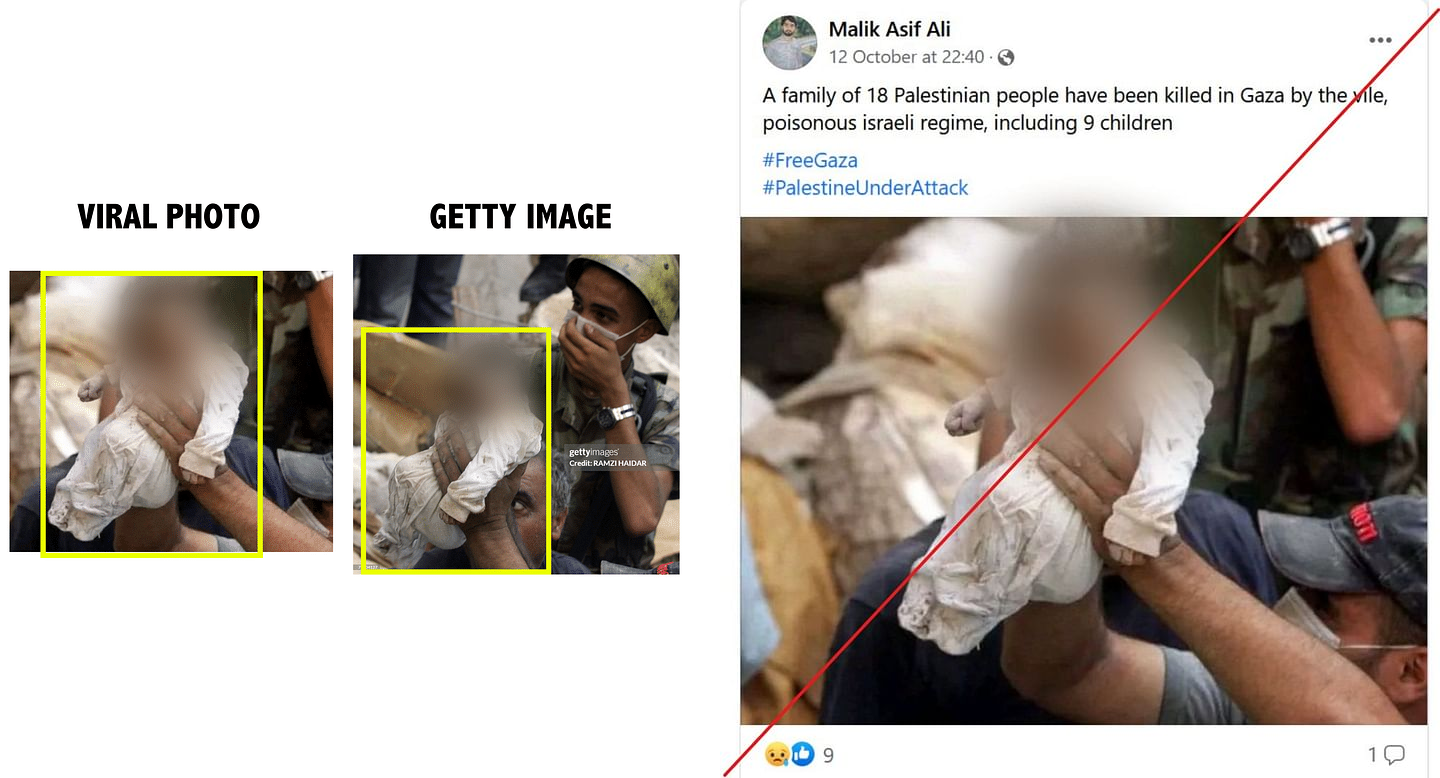 VIRAL PHOTO
GETTY IMAGE
gettyimages
Credit: RAMZI HAIDAR
Malik Asif Ali
12 October at 22:40 ·
A family of 18 Palestinian people have been killed in Gaza by the vile,
poisonous israeli regime, including 9 children
#FreeGaza
#PalestineUnderAttack
9
1